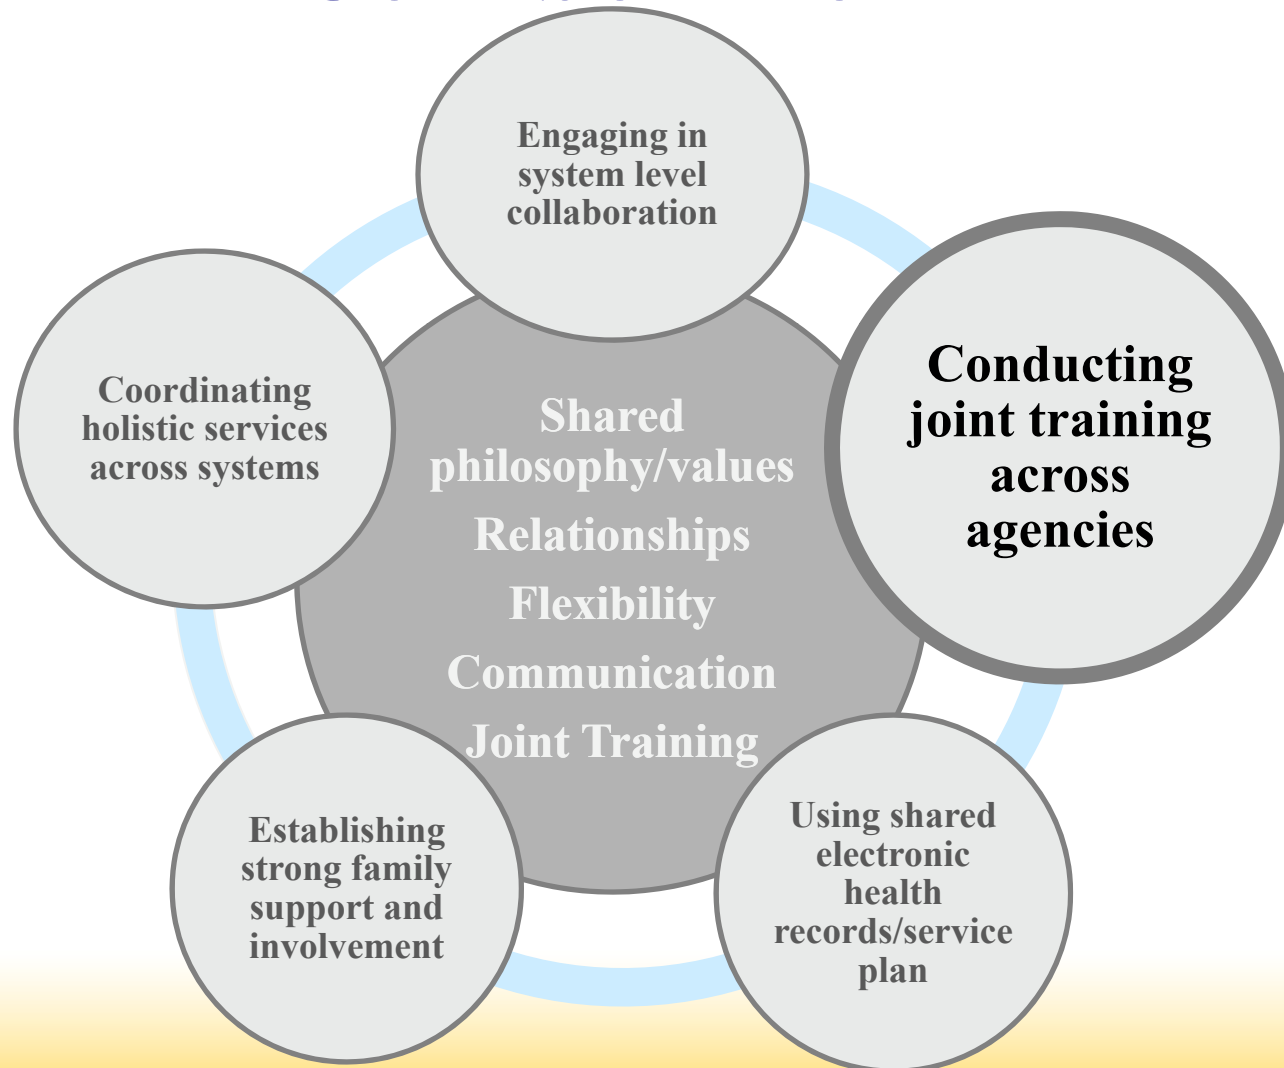 Engaging in
system level
collaboration
Conducting
joint training
across
agencies
Coordinating
holistic services
across systems
Shared
philosophy/values
Relationships
Flexibility
Communication
Joint Training
Establishing
strong family
support and
involvement
Using shared
electronic
health
records/service
plan